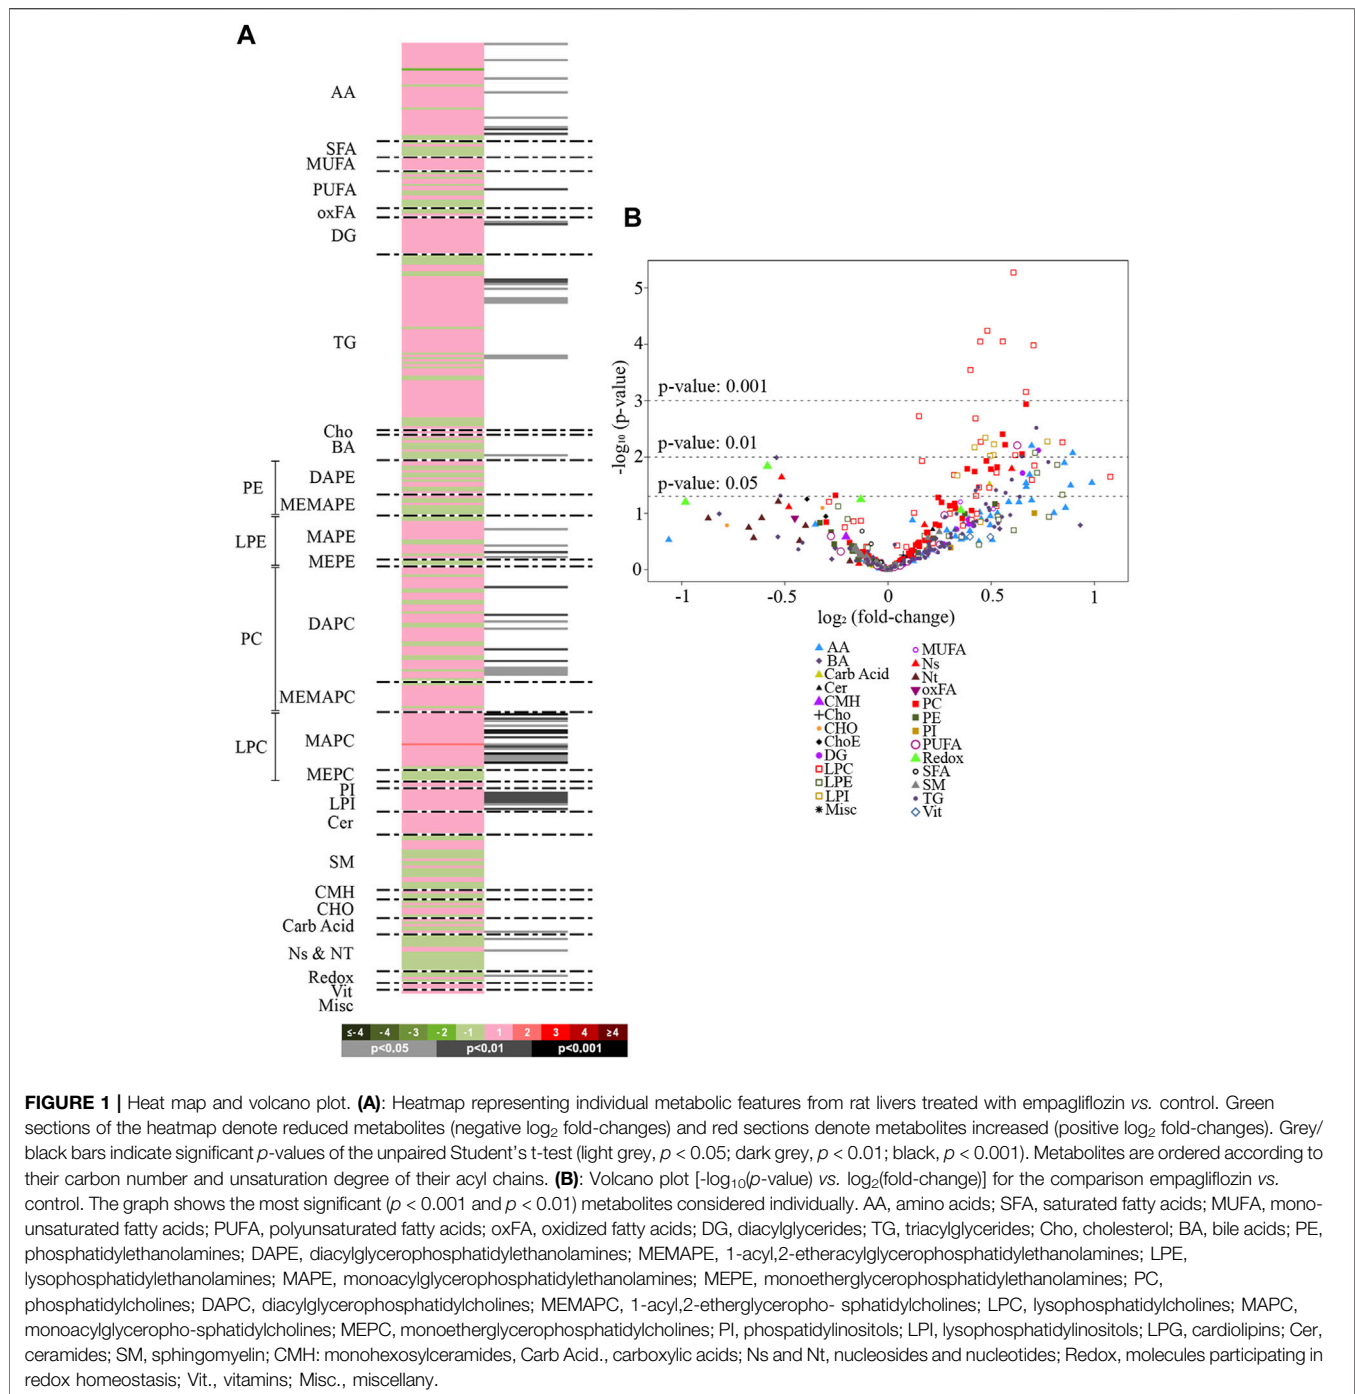 A
AA
SFA
MUFA
PUFA
oxFA
DG
TG
Cho
BA
PE
DAPE
MEMAPE
LPE
MAPE
MEPE
PC
DAPC
MEMAPC
LPC
MAPC
MEPC
PI
LPI
Cer
SM
CMH
CHO
Carb Acid
Ns & NT
Redox
Vit
Misc
≤-4 -4 -3 -2 -1 1 2 3 4 ≥4
p<0.05 p<0.01 p<0.001
B
-log₁₀ (p-value)
5
4
3
2
1
0
p-value: 0.001
p-value: 0.01
p-value: 0.05
-1 -0.5 0 0.5 1
log₂ (fold-change)
AA
BA
Carb Acid
Cer
CMH
Cho
CHO
ChoE
DG
LPC
LPE
LPI
Misc
MUFA
Ns
Nt
oxFA
PC
PE
PI
PUFA
Redox
SFA
SM
TG
Vit
FIGURE 1 | Heat map and volcano plot. (A): Heatmap representing individual metabolic features from rat livers treated with empagliflozin vs. control. Green
sections of the heatmap denote reduced metabolites (negative log₂ fold-changes) and red sections denote metabolites increased (positive log₂ fold-changes). Grey/
black bars indicate significant p-values of the unpaired Student's t-test (light grey, p < 0.05; dark grey, p < 0.01; black, p < 0.001). Metabolites are ordered according to
their carbon number and unsaturation degree of their acyl chains. (B): Volcano plot [-log₁₀(p-value) vs. log₂(fold-change)] for the comparison empagliflozin vs.
control. The graph shows the most significant (p < 0.001 and p < 0.01) metabolites considered individually. AA, amino acids; SFA, saturated fatty acids; MUFA, mono-
unsaturated fatty acids; PUFA, polyunsaturated fatty acids; oxFA, oxidized fatty acids; DG, diacylglycerides; TG, triacylglycerides; Cho, cholesterol; BA, bile acids; PE,
phosphatidylethanolamines; DAPE, diacylglycerophosphatidylethanolamines; MEMAPE, 1-acyl,2-etheracylglycerophosphatidylethanolamines; LPE,
lysophosphatidylethanolamines; MAPE, monoacylglycerophosphatidylethanolamines; MEPE, monoetherglycerophosphatidylethanolamines; PC,
phosphatidylcholines; DAPC, diacylglycerophosphatidylcholines; MEMAPC, 1-acyl,2-etherglyceropho- sphatidylcholines; LPC, lysophosphatidylcholines; MAPC,
monoacylglyceropho-sphatidylcholines; MEPC, monoetherglycerophosphatidylcholines; PI, phospatidylinositols; LPI, lysophosphatidylinositols; LPG, cardiolipins; Cer,
ceramides; SM, sphingomyelin; CMH: monohexosylceramides, Carb Acid., carboxylic acids; Ns and Nt, nucleosides and nucleotides; Redox, molecules participating in
redox homeostasis; Vit., vitamins; Misc., miscellany.